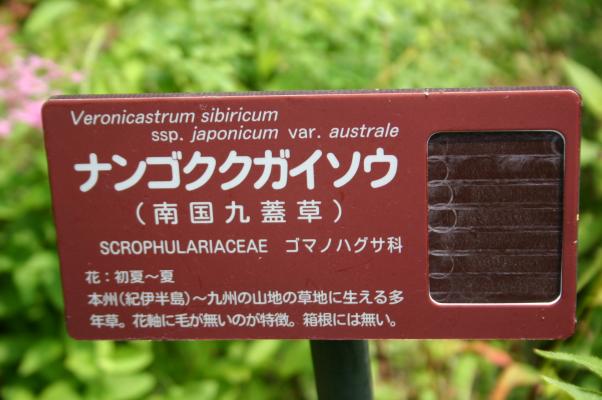 Veronicastrum sibiricum
ssp. japonicum var. australe
ナンゴククガイソウ
（南国九蓋草）
SCROPHULARIACEAE ゴマノハグサ科
花：初夏〜夏
本州（紀伊半島）〜九州の山地の草地に生える多
年草。花軸に毛が無いのが特徴。箱根には無い。